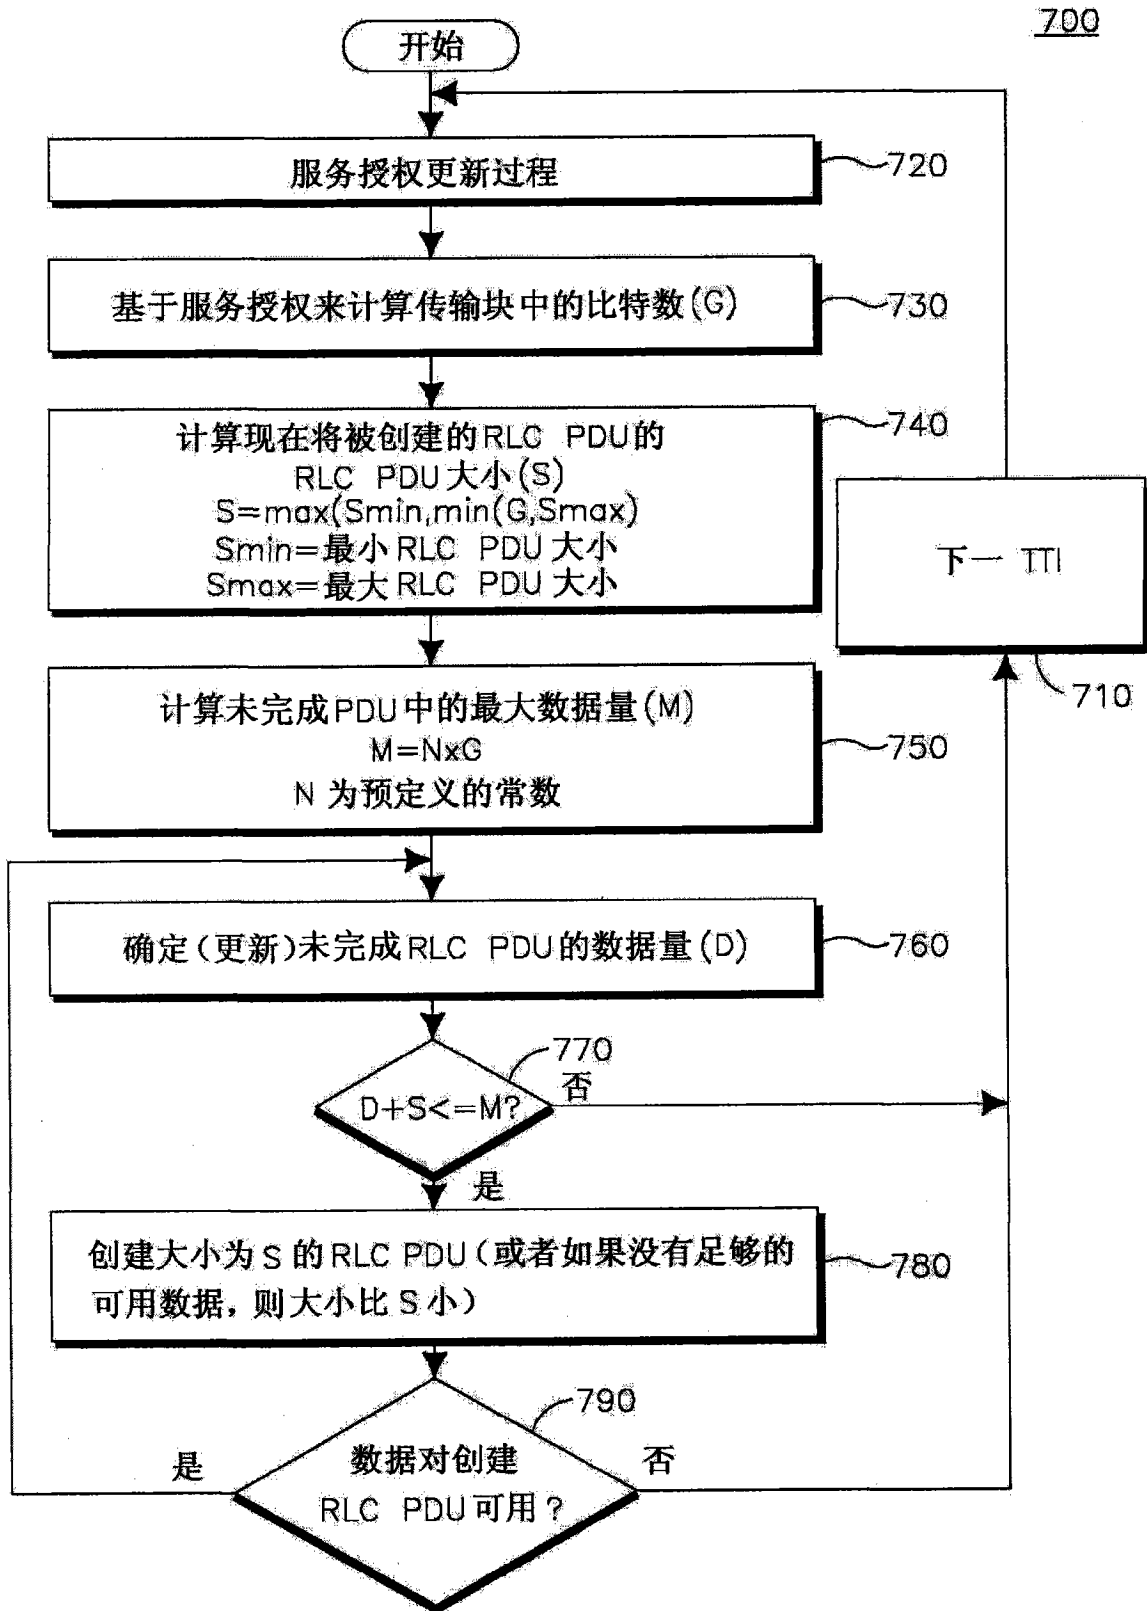 700
开始
服务授权更新过程
720
基于服务授权来计算传输块中的比特数(G)
730
计算现在将被创建的RLC PDU的
RLC PDU大小(S)
S=max(Smin,min(G,Smax)
Smin=最小RLC PDU大小
Smax=最大RLC PDU大小
740
下一 TTI
710
计算未完成PDU中的最大数据量(M)
M=NxG
N 为预定义的常数
750
确定(更新)未完成RLC PDU的数据量(D)
760
D+S<=M?
770
否
是
创建大小为 S 的RLC PDU(或者如果没有足够的
可用数据，则大小比 S 小)
780
数据对创建
RLC PDU可用?
790
是
否